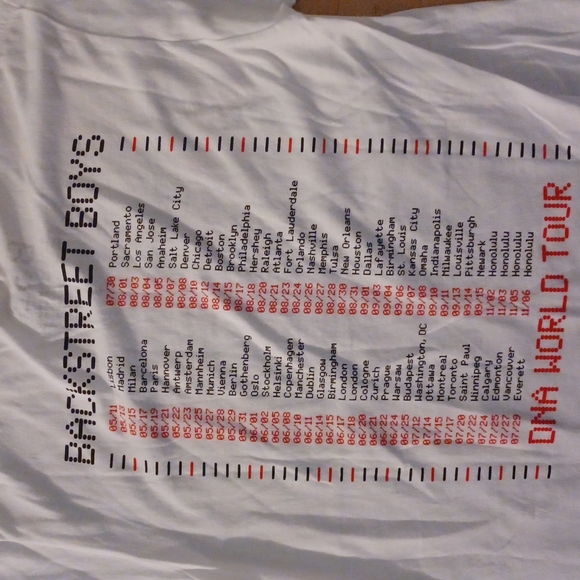 BACKSTREET BOYS
05/11 Lisbon
05/13 Madrid
05/15 Milan
05/17 Barcelona
05/19 Paris
05/21 Hannover
05/22 Antwerp
05/23 Amsterdam
05/25 Mannheim
05/27 Munich
05/28 Vienna
05/29 Berlin
05/31 Gothenberg
06/01 Oslo
06/02 Stockholm
06/05 Helsinki
06/08 Copenhagen
06/10 Manchester
06/11 Dublin
06/14 Glasgow
06/15 Birmingham
06/17 London
06/18 London
06/20 Cologne
06/21 Zurich
06/22 Prague
06/24 Warsaw
06/25 Budapest
07/12 Washington, DC
07/14 Ottawa
07/15 Montreal
07/17 Toronto
07/20 Saint Paul
07/22 Winnipeg
07/24 Calgary
07/25 Edmonton
07/27 Vancouver
07/29 Everett
07/30 Portland
08/01 Sacramento
08/03 Los Angeles
08/04 San Jose
08/05 Anaheim
08/07 Salt Lake City
08/08 Denver
08/10 Chicago
08/12 Detroit
08/14 Boston
08/15 Brooklyn
08/17 Philadelphia
08/18 Hershey
08/20 Raleigh
08/21 Atlanta
08/23 Fort Lauderdale
08/24 Orlando
08/26 Nashville
08/27 Memphis
08/28 Tulsa
08/30 New Orleans
08/31 Houston
09/01 Dallas
09/03 Lafayette
09/04 Birmingham
09/06 St. Louis
09/07 Kansas City
09/08 Omaha
09/10 Indianapolis
09/11 Milwaukee
09/13 Louisville
09/14 Pittsburgh
09/15 Newark
11/02 Honolulu
11/03 Honolulu
11/05 Honolulu
11/06 Honolulu
DNA WORLD TOUR